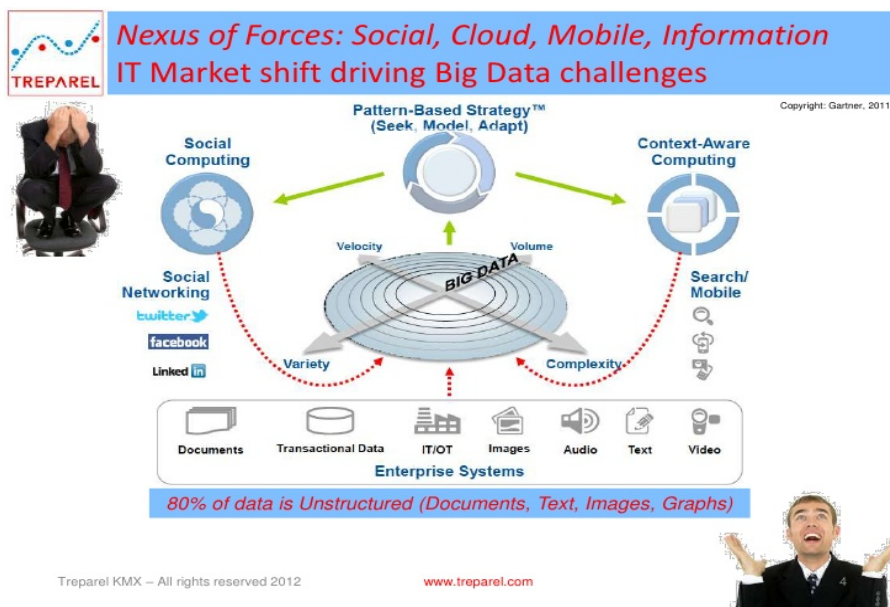 TREPAREL
Nexus of Forces: Social, Cloud, Mobile, Information
IT Market shift driving Big Data challenges
Copyright: Gartner, 2011
Pattern-Based Strategy™
(Seek, Model, Adapt)
Social
Computing
Context-Aware
Computing
Velocity
Volume
BIG DATA
Social
Networking
twitter
facebook
Linked in
Search/
Mobile
Variety
Complexity
Documents
Transactional Data
IT/OT
Images
Audio
Text
Video
Enterprise Systems
80% of data is Unstructured (Documents, Text, Images, Graphs)
Treparel KMX – All rights reserved 2012
www.treparel.com
4